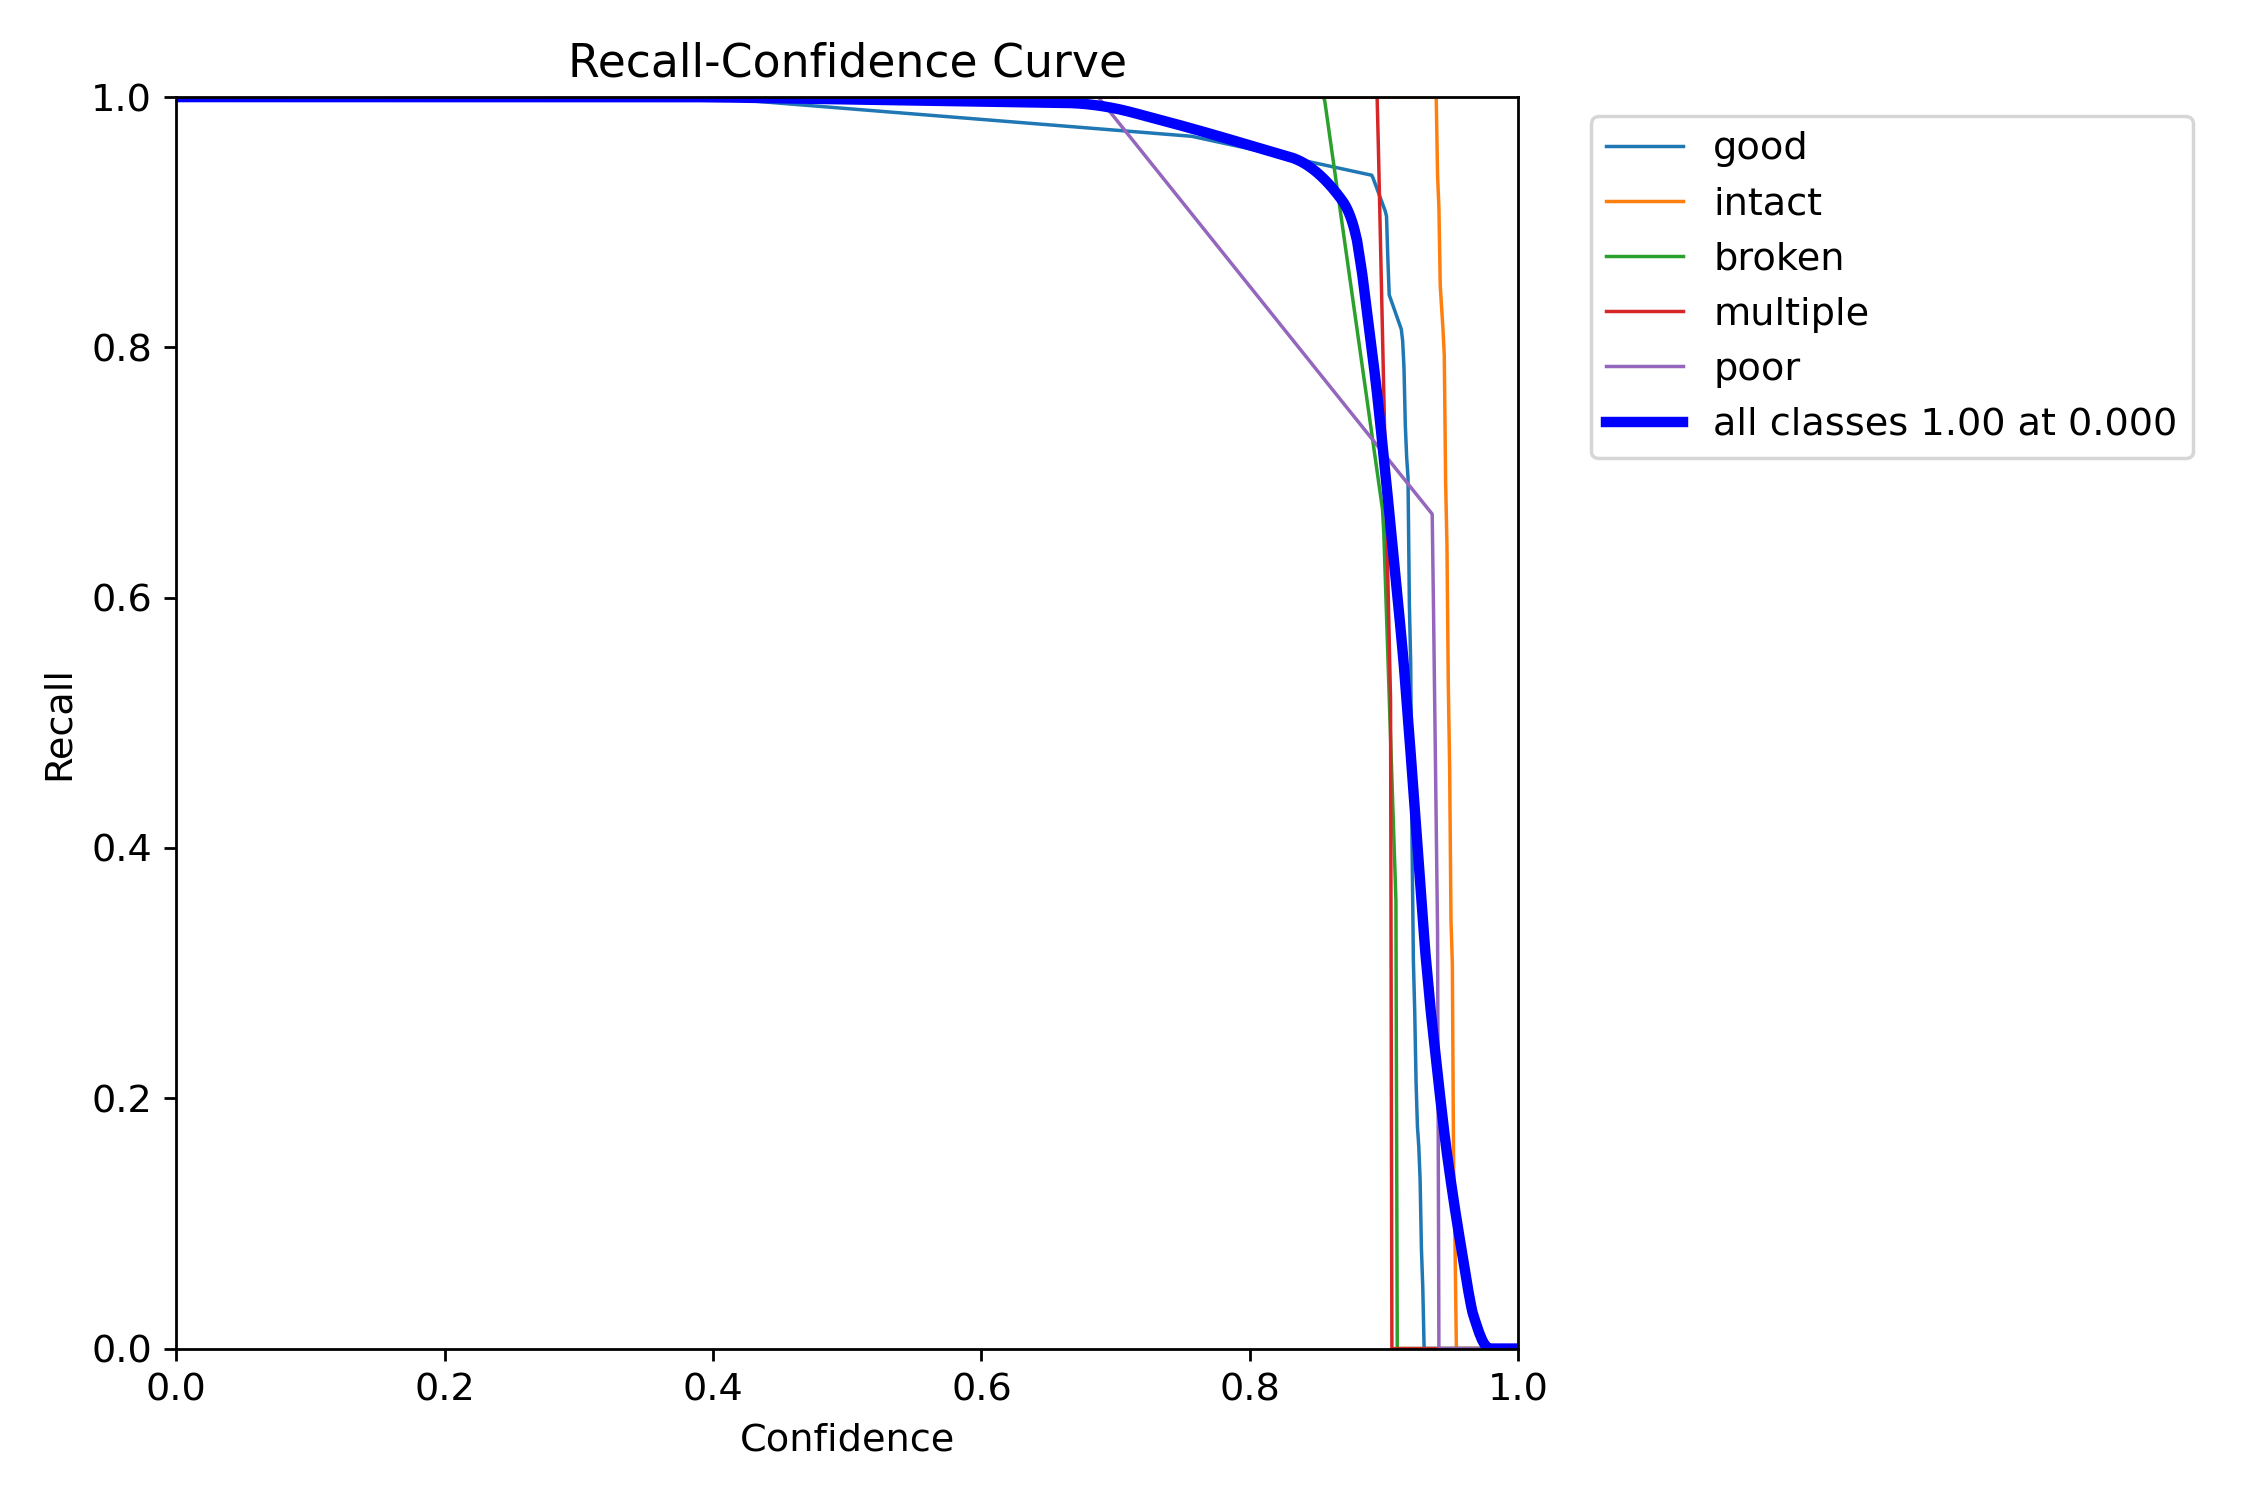 Recall-Confidence Curve
1.0
0.8
0.6
0.4
0.2
0.0
Recall
0.0 0.2 0.4 0.6 0.8 1.0
Confidence
good
intact
broken
multiple
poor
all classes 1.00 at 0.000